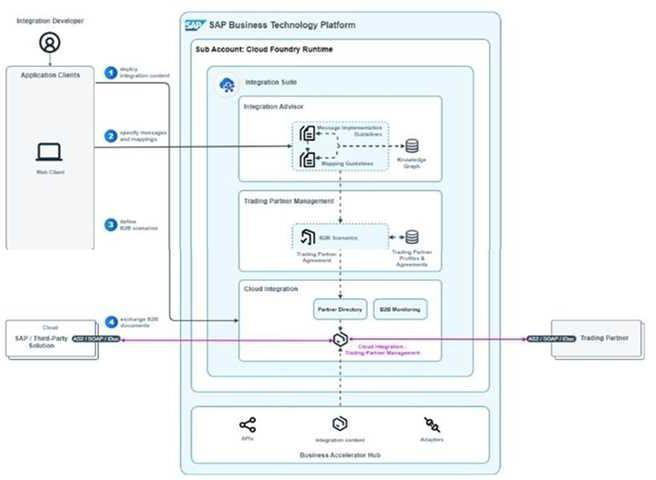 Integration Developer
SAP SAP Business Technology Platform
Sub Account: Cloud Foundry Runtime
Application Clients
1 deploy
integration content
Integration Suite
Integration Advisor
2 specify messages
and mappings
Message Implementation
Guidelines
Mapping Guidelines
Knowledge
Graph
Web Client
Trading Partner Management
3 define
B2B scenarios
B2B Scenarios
Trading Partner
Agreement
Trading Partner
Profiles &
Agreements
Cloud Integration
Partner Directory
B2B Monitoring
4 exchange B2B
documents
Cloud
SAP / Third-Party
Solution
AS2 / SOAP / IDoc
Cloud Integration -
Trading Partner Management
AS2 / SOAP / IDoc
Trading Partner
APIs
Integration content
Adapters
Business Accelerator Hub